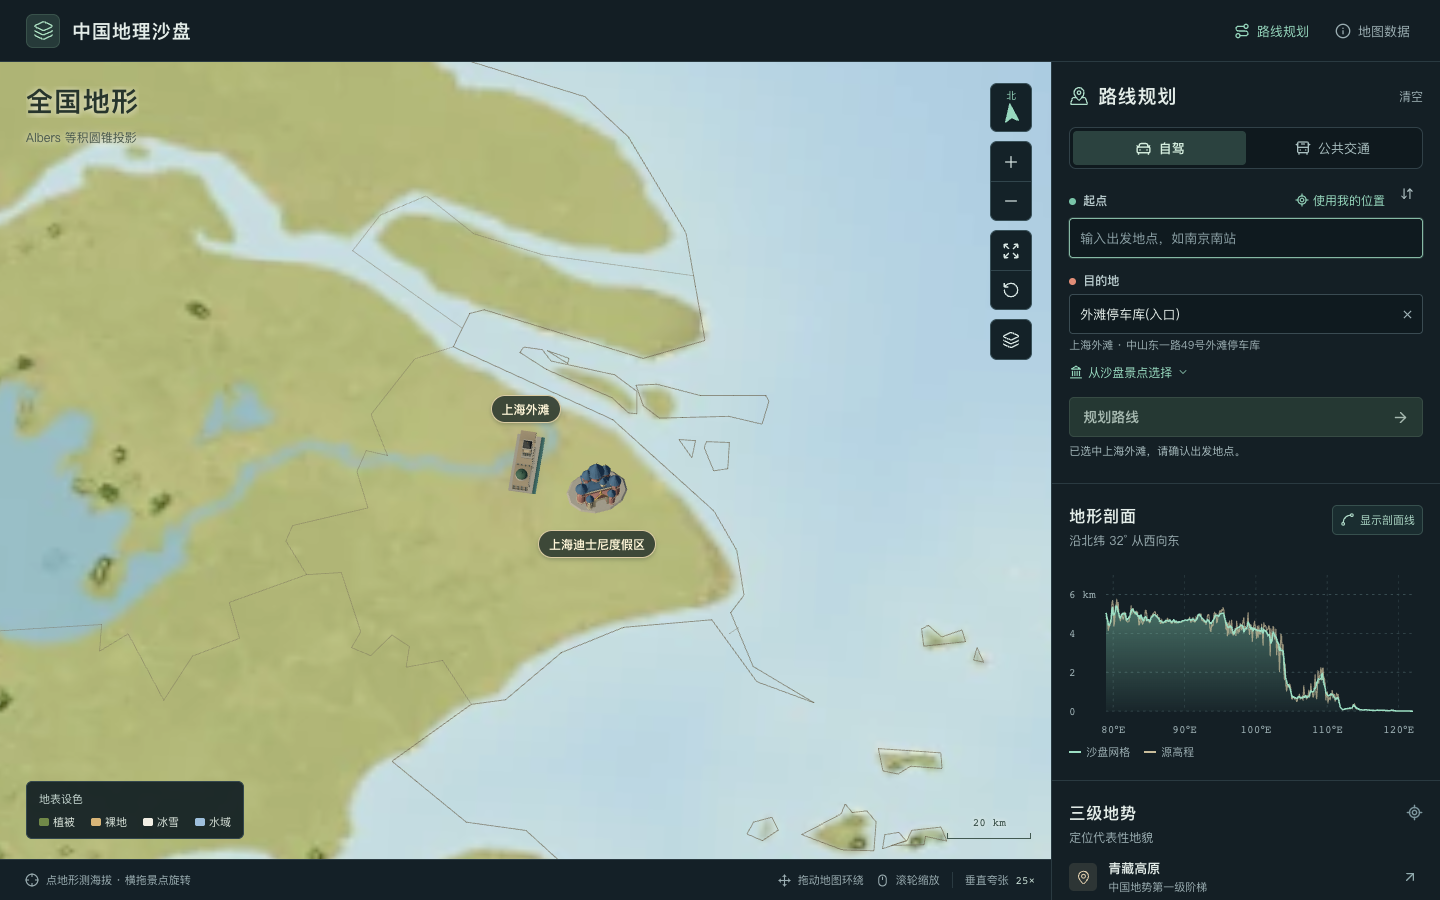 中国地理沙盘
路线规划
地图数据
全国地形
Albers 等积圆锥投影
北
上海外滩
上海迪士尼度假区
地表设色
植被
裸地
冰雪
水域
20 km
点地形测海拔 · 横拖景点旋转
拖动地图环绕
滚轮缩放
垂直夸张 25×
路线规划
清空
自驾
公共交通
起点
使用我的位置
输入出发地点，如南京南站
目的地
外滩停车库(入口)
上海外滩 · 中山东一路49号外滩停车库
从沙盘景点选择
规划路线
已选中上海外滩，请确认出发地点。
地形剖面
显示剖面线
沿北纬 32° 从西向东
6 km
4
2
0
80°E
90°E
100°E
110°E
120°E
沙盘网格
源高程
三级地势
定位代表性地貌
青藏高原
中国地势第一级阶梯